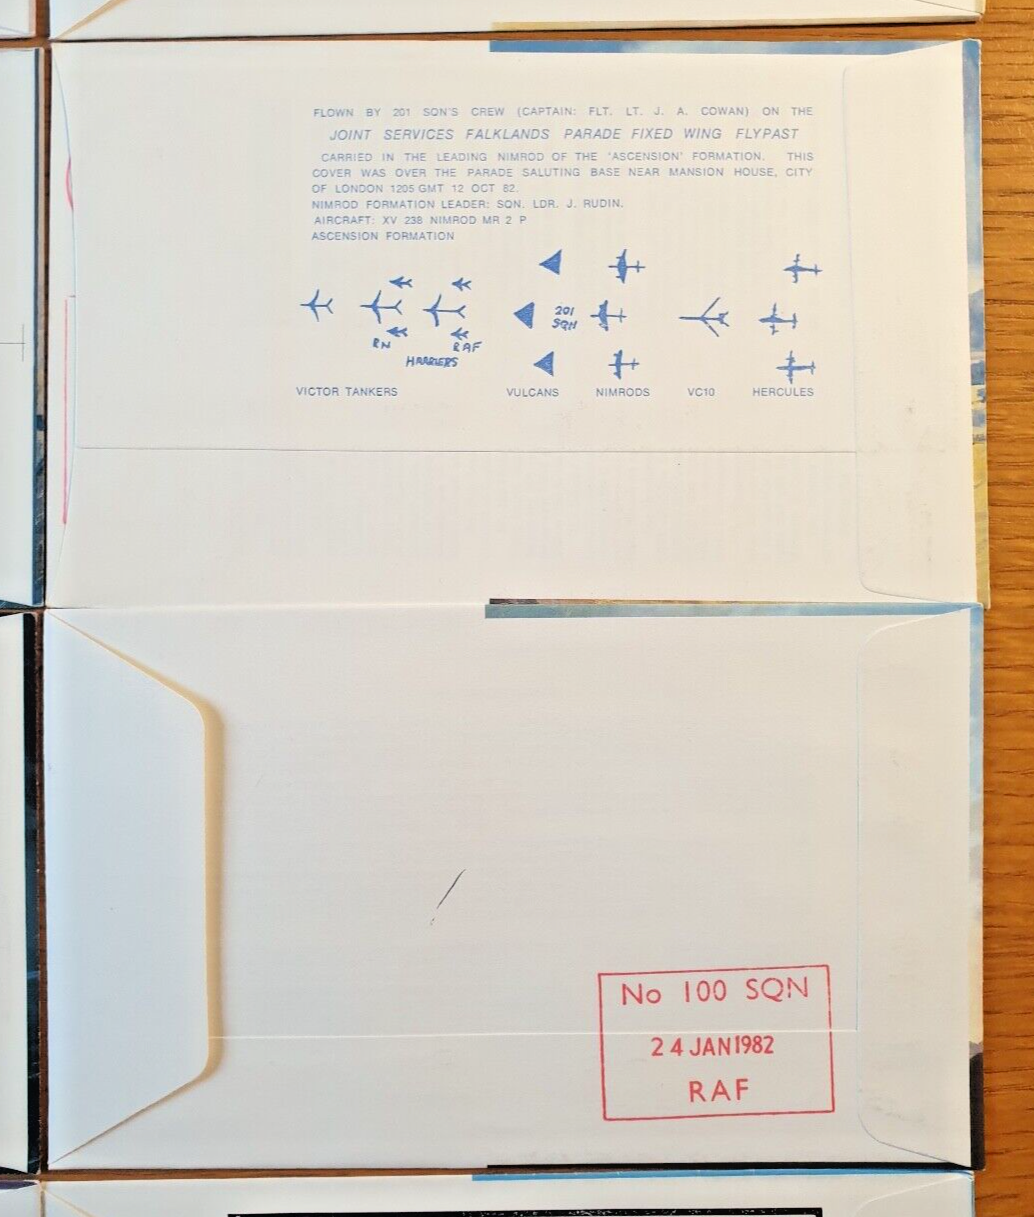 FLOWN BY 201 SQN'S CREW (CAPTAIN: FLT. LT. J. A. COWAN) ON THE
JOINT SERVICES FALKLANDS PARADE FIXED WING FLYPAST
CARRIED IN THE LEADING NIMROD OF THE 'ASCENSION' FORMATION. THIS
COVER WAS OVER THE PARADE SALUTING BASE NEAR MANSION HOUSE, CITY
OF LONDON 1205 GMT 12 OCT 82.
NIMROD FORMATION LEADER: SQN. LDR. J. RUDIN.
AIRCRAFT: XV 238 NIMROD MR 2 P
ASCENSION FORMATION
201
SQN
RN RAF
HARRIERS
VICTOR TANKERS VULCANS NIMRODS VC10 HERCULES
No 100 SQN
24 JAN 1982
RAF